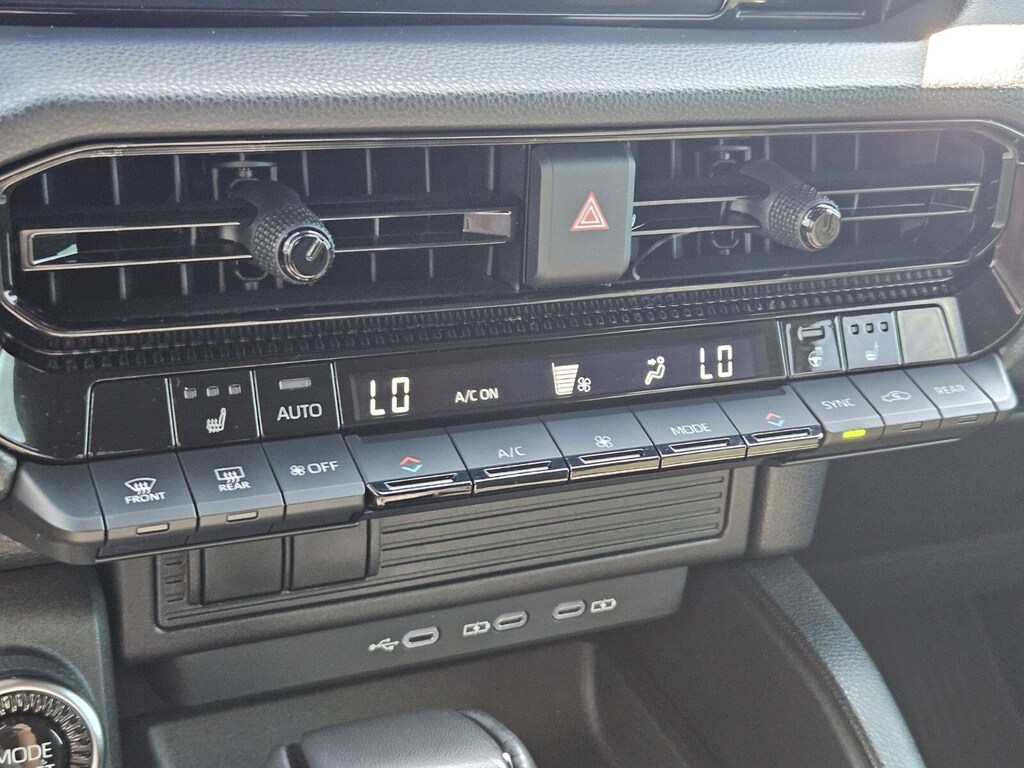 LO A/C ON LO
AUTO
FRONT
REAR
OFF
A/C
MODE
SYNC
REAR
MODE